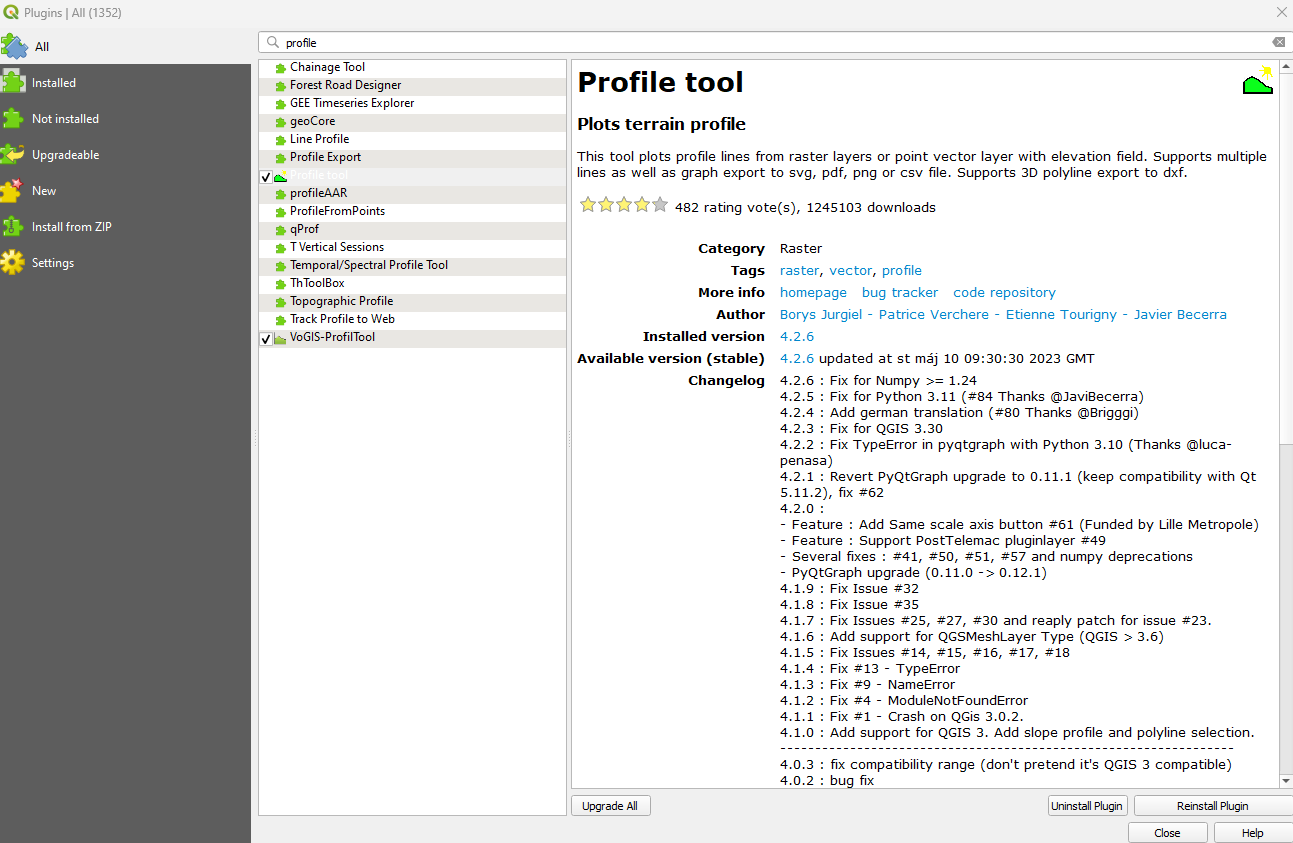 Plugins | All (1352)
All
Installed
Not installed
Upgradeable
New
Install from ZIP
Settings
profile
Chainage Tool
Forest Road Designer
GEE Timeseries Explorer
geoCore
Line Profile
Profile Export
Profile tool
profileAAR
ProfileFromPoints
qProf
T Vertical Sessions
Temporal/Spectral Profile Tool
ThToolBox
Topographic Profile
Track Profile to Web
VoGIS-ProfilTool
Profile tool
Plots terrain profile
This tool plots profile lines from raster layers or point vector layer with elevation field. Supports multiple
lines as well as graph export to svg, pdf, png or csv file. Supports 3D polyline export to dxf.
482 rating vote(s), 1245103 downloads
Category Raster
Tags raster, vector, profile
More info homepage bug tracker code repository
Author Borys Jurgiel - Patrice Verchere - Etienne Tourigny - Javier Becerra
Installed version 4.2.6
Available version (stable) 4.2.6 updated at st máj 10 09:30:30 2023 GMT
Changelog 4.2.6 : Fix for Numpy >= 1.24
4.2.5 : Fix for Python 3.11 (#84 Thanks @JaviBecerra)
4.2.4 : Add german translation (#80 Thanks @Brigggi)
4.2.3 : Fix for QGIS 3.30
4.2.2 : Fix TypeError in pyqtgraph with Python 3.10 (Thanks @luca-
penasa)
4.2.1 : Revert PyQtGraph upgrade to 0.11.1 (keep compatibility with Qt
5.11.2), fix #62
4.2.0 :
- Feature : Add Same scale axis button #61 (Funded by Lille Metropole)
- Feature : Support PostTelemac pluginlayer #49
- Several fixes : #41, #50, #51, #57 and numpy deprecations
- PyQtGraph upgrade (0.11.0 -> 0.12.1)
4.1.9 : Fix Issue #32
4.1.8 : Fix Issue #35
4.1.7 : Fix Issues #25, #27, #30 and reaply patch for issue #23.
4.1.6 : Add support for QGSMeshLayer Type (QGIS > 3.6)
4.1.5 : Fix Issues #14, #15, #16, #17, #18
4.1.4 : Fix #13 - TypeError
4.1.3 : Fix #9 - NameError
4.1.2 : Fix #4 - ModuleNotFoundError
4.1.1 : Fix #1 - Crash on QGis 3.0.2.
4.1.0 : Add support for QGIS 3. Add slope profile and polyline selection.
-----------------------------------------------------------------
4.0.3 : fix compatibility range (don't pretend it's QGIS 3 compatible)
4.0.2 : bug fix
Upgrade All
Uninstall Plugin
Reinstall Plugin
Close
Help